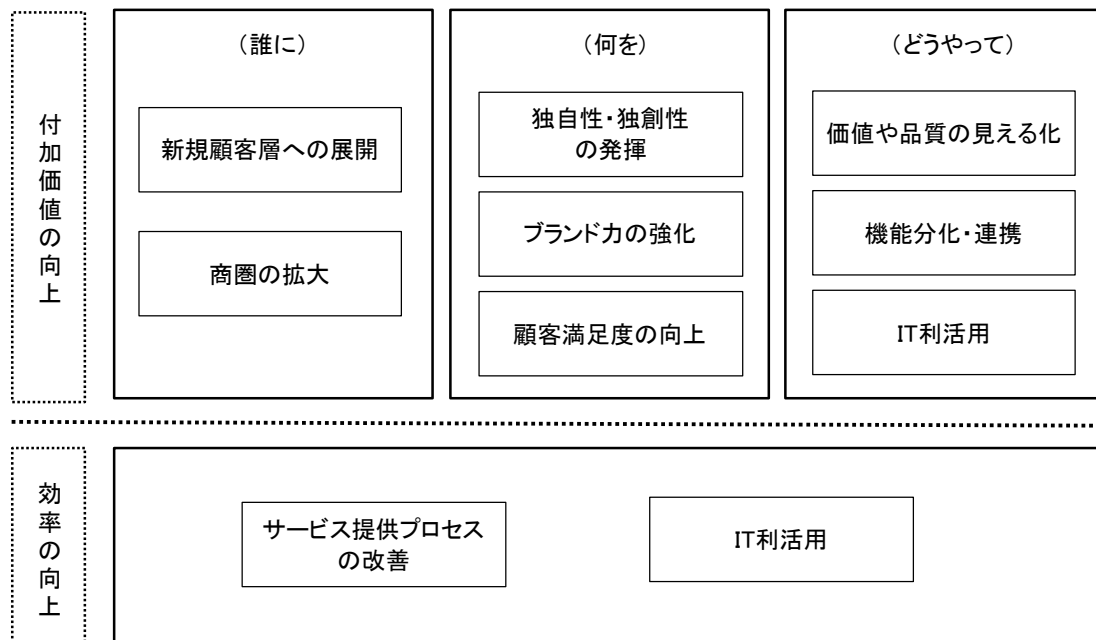 付加価値の向上
(誰に)
新規顧客層への展開
商圏の拡大
(何を)
独自性・独創性
の発揮
ブランド力の強化
顧客満足度の向上
(どうやって)
価値や品質の見える化
機能分化・連携
IT利活用
効率の向上
サービス提供プロセス
の改善
IT利活用